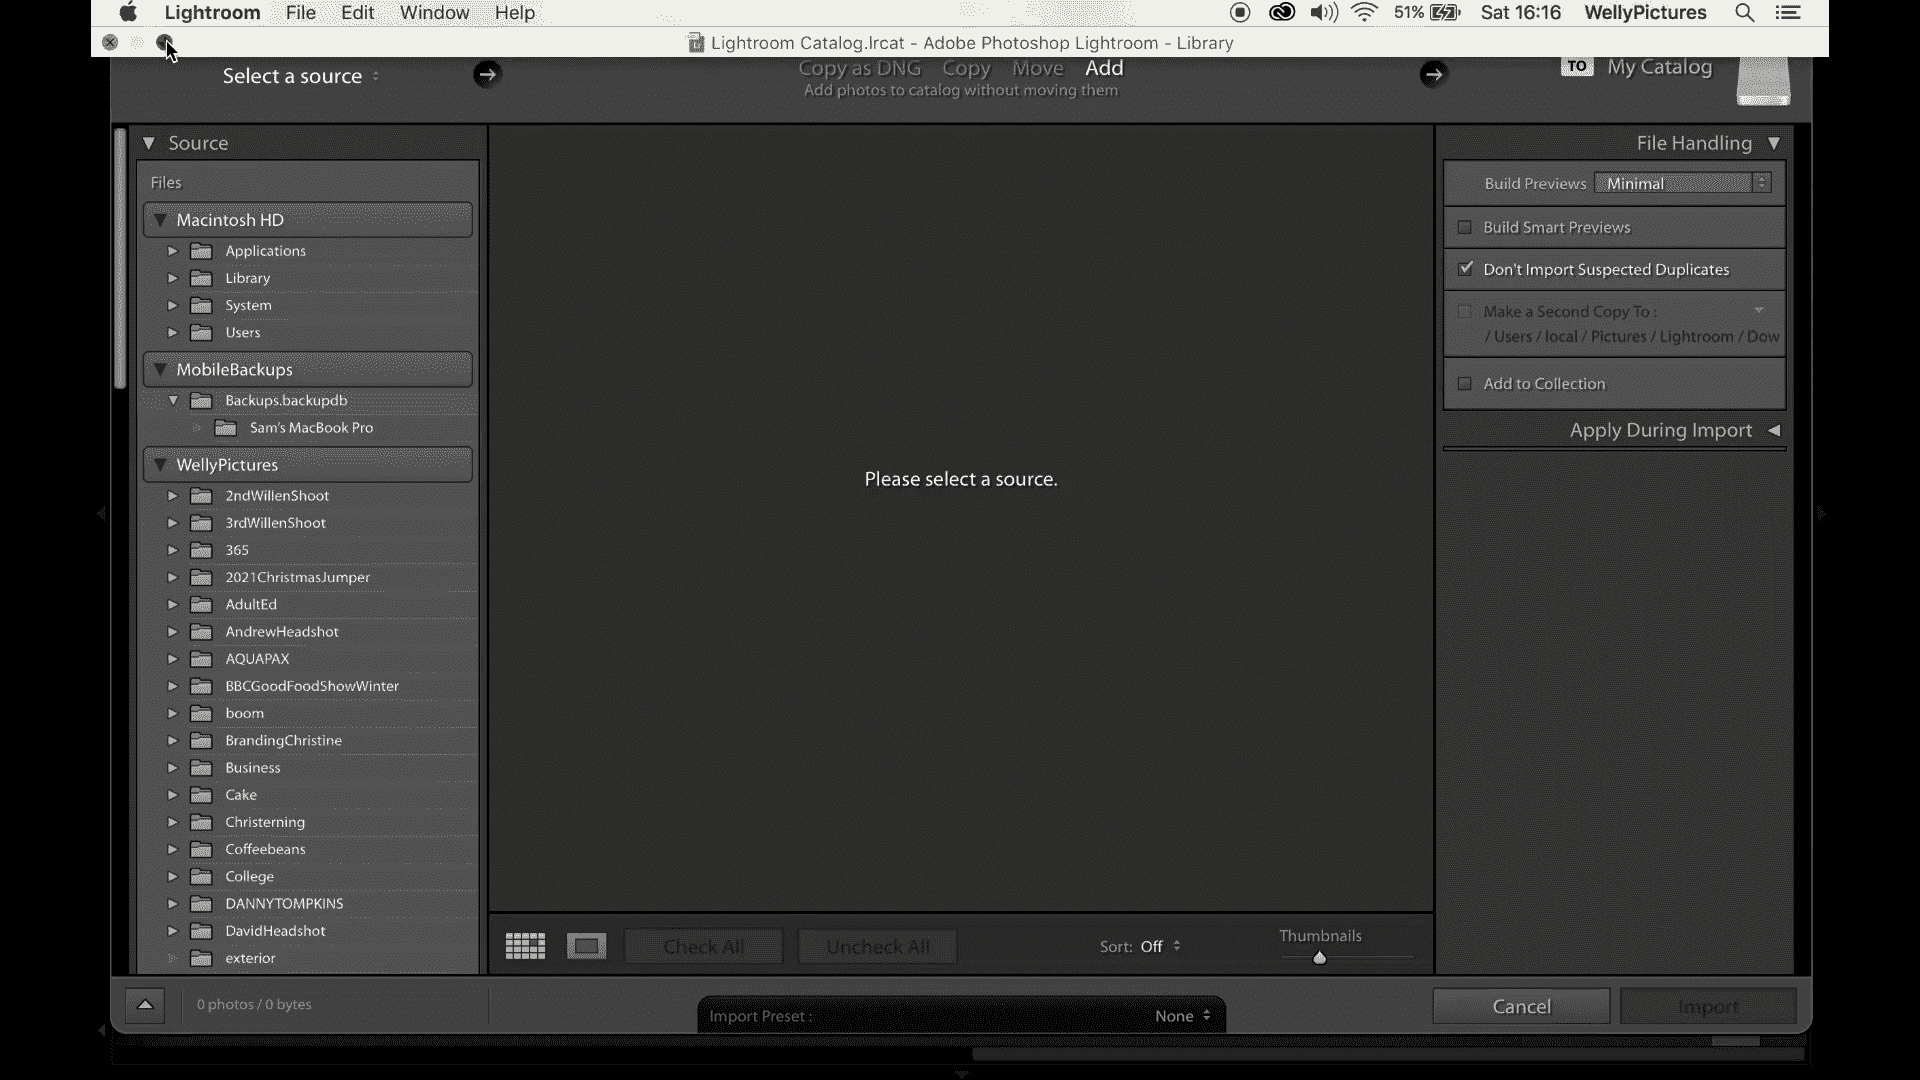 Lightroom File Edit Window Help 51% Sat 16:16 WellyPictures
Lightroom Catalog.lrcat - Adobe Photoshop Lightroom - Library
Select a source
Copy as DNG Copy Move Add
Add photos to catalog without moving them
TO My Catalog
Source
Files
Macintosh HD
Applications
Library
System
Users
MobileBackups
Backups.backupdb
Sam's MacBook Pro
WellyPictures
2ndWillenShoot
3rdWillenShoot
365
2021ChristmasJumper
AdultEd
AndrewHeadshot
AQUAPAX
BBCGoodFoodShowWinter
boom
BrandingChristine
Business
Cake
Christerning
Coffeebeans
College
DANNYTOMPKINS
DavidHeadshot
exterior
Please select a source.
File Handling
Build Previews Minimal
Build Smart Previews
Don't Import Suspected Duplicates
Make a Second Copy To :
/ Users / local / Pictures / Lightroom / Dow
Add to Collection
Apply During Import
Check All Uncheck All Sort: Off Thumbnails
0 photos / 0 bytes
Import Preset : None
Cancel Import